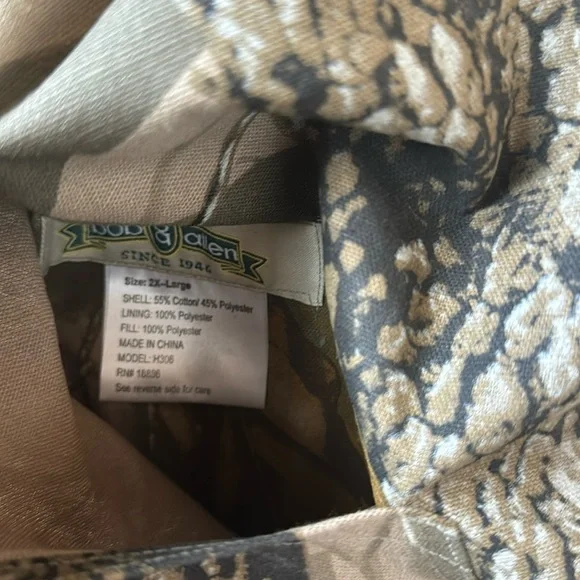 bob allen
SINCE 1946
Size: 2X-Large
SHELL: 55% Cotton/ 45% Polyester
LINING: 100% Polyester
FILL: 100% Polyester
MADE IN CHINA
MODEL: H306
RN# 16836
See reverse side for care